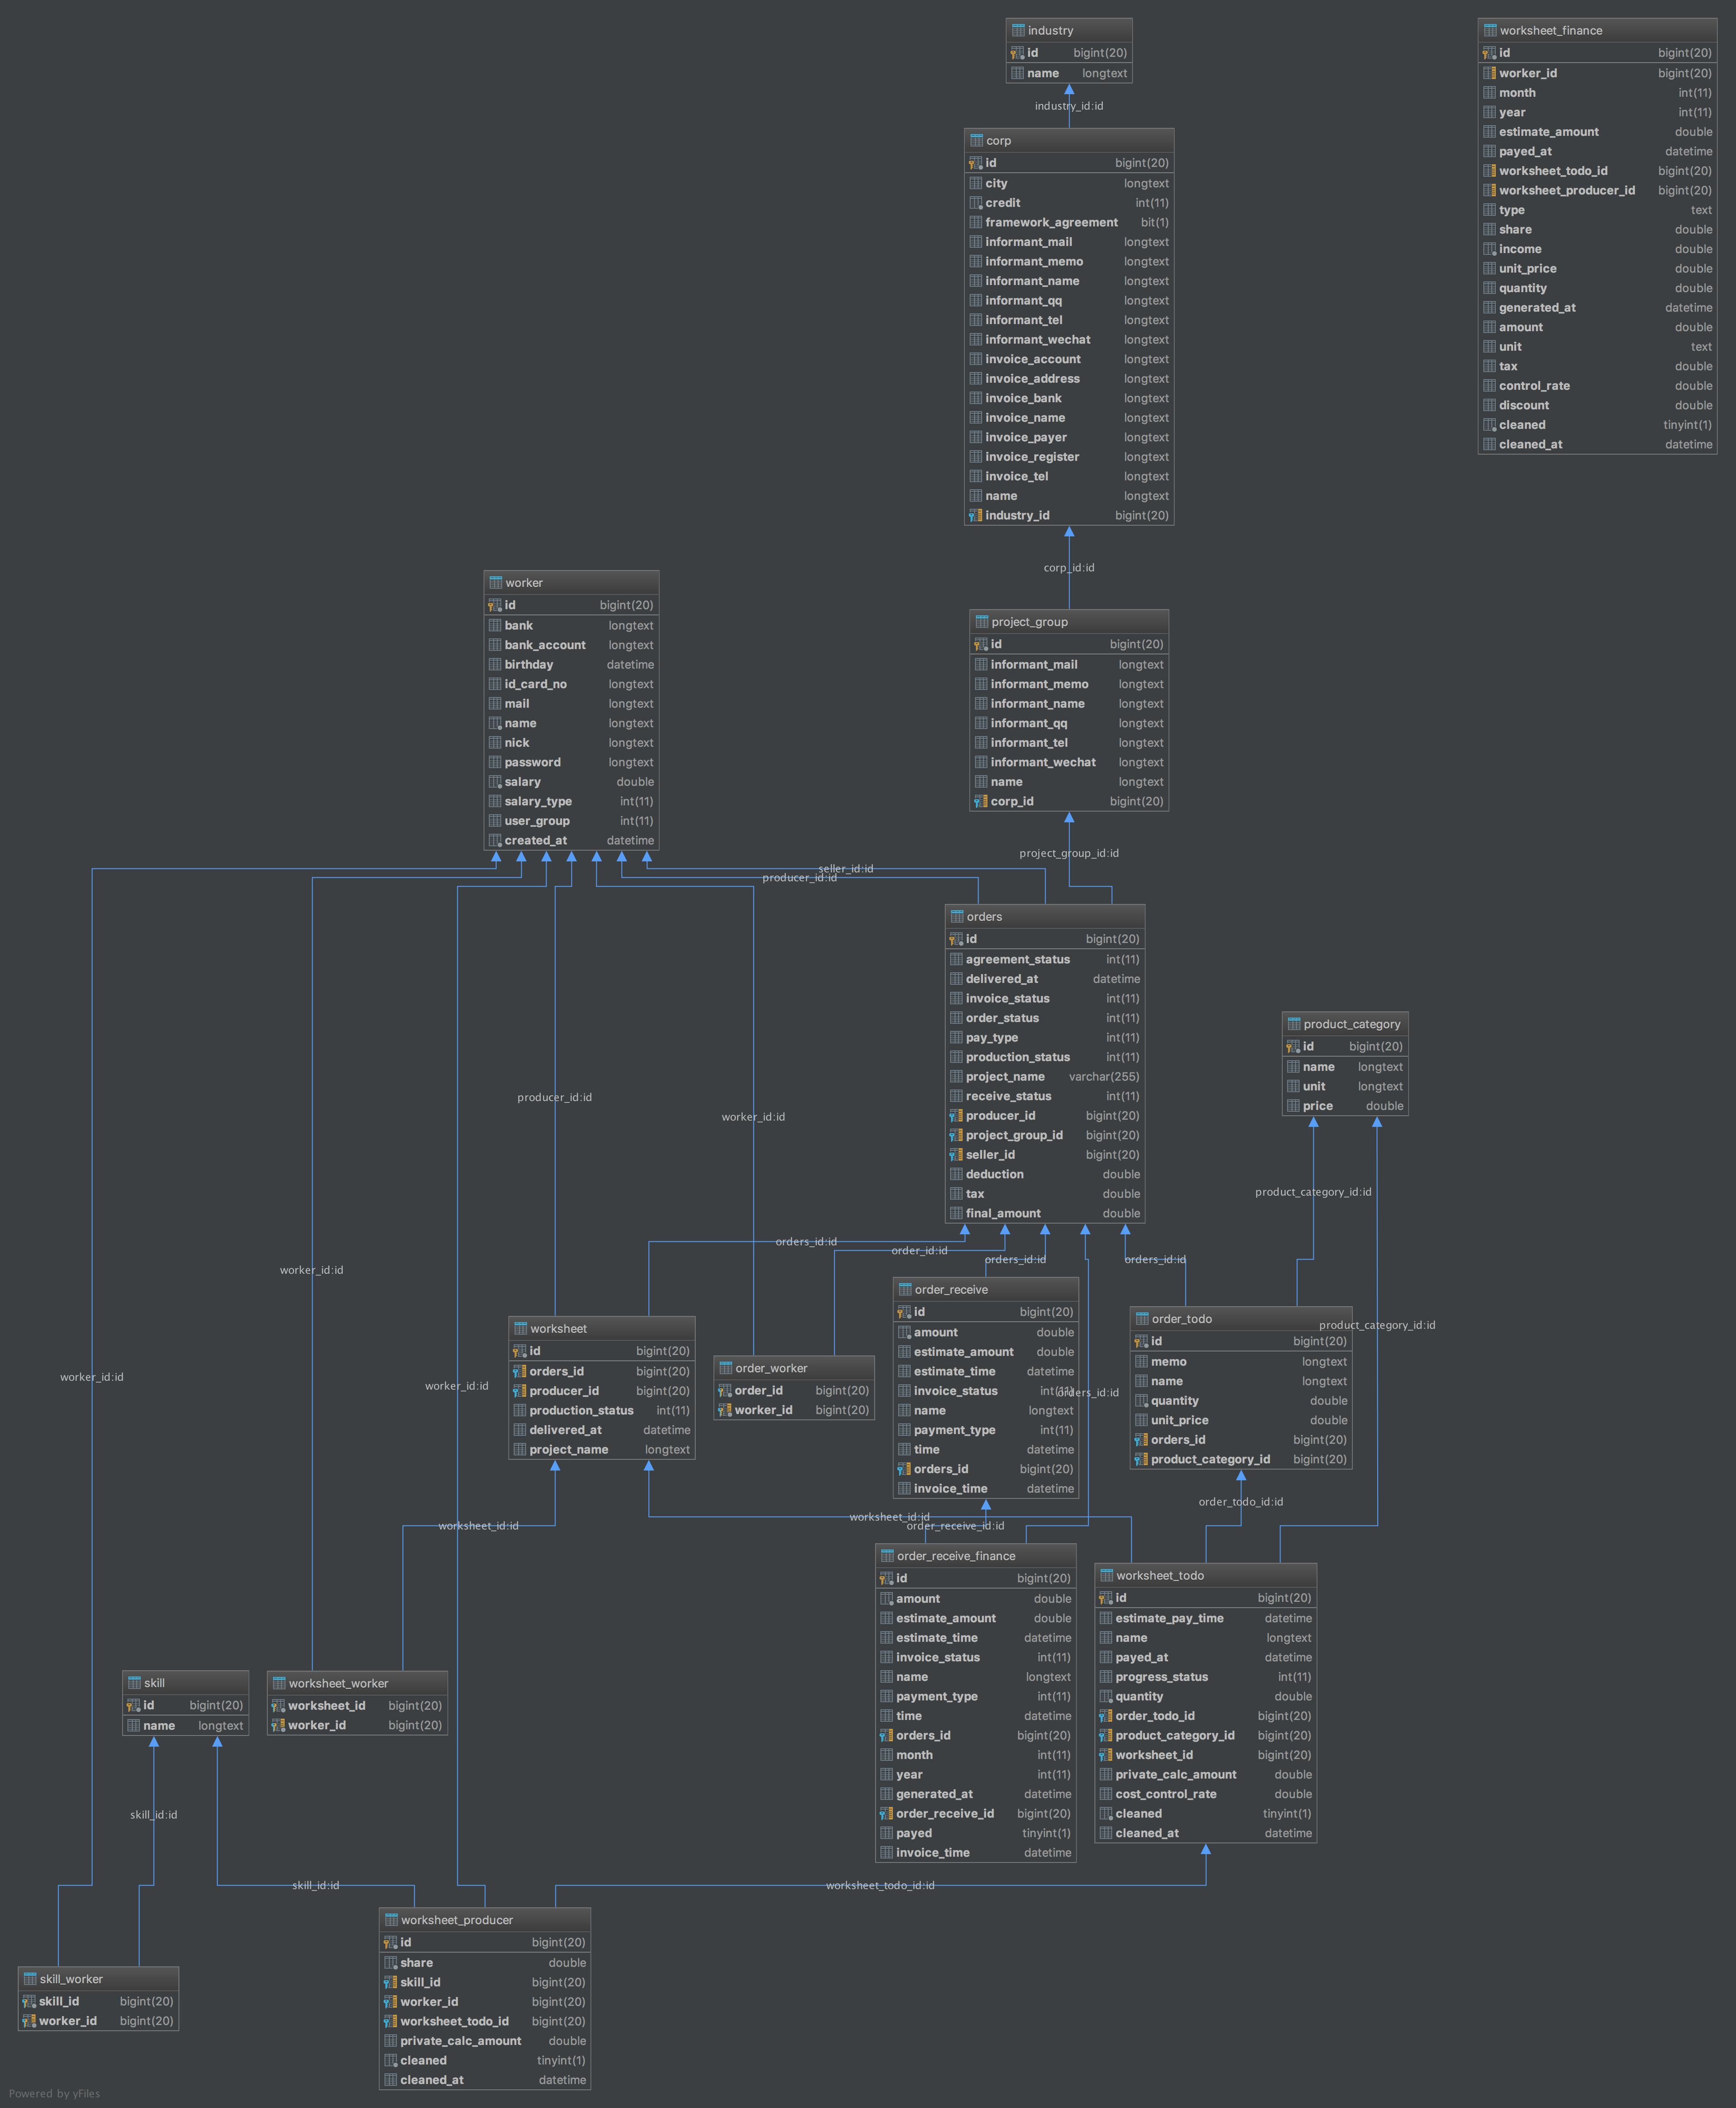 industry
id bigint(20)
name longtext
industry_id:id
worksheet_finance
id bigint(20)
worker_id bigint(20)
month int(11)
year int(11)
estimate_amount double
payed_at datetime
worksheet_todo_id bigint(20)
worksheet_producer_id bigint(20)
type text
share double
income double
unit_price double
quantity double
generated_at datetime
amount double
unit text
tax double
control_rate double
discount double
cleaned tinyint(1)
cleaned_at datetime
corp
id bigint(20)
city longtext
credit int(11)
framework_agreement bit(1)
informant_mail longtext
informant_memo longtext
informant_name longtext
informant_qq longtext
informant_tel longtext
informant_wechat longtext
invoice_account longtext
invoice_address longtext
invoice_bank longtext
invoice_name longtext
invoice_payer longtext
invoice_register longtext
invoice_tel longtext
name longtext
industry_id bigint(20)
corp_id:id
worker
id bigint(20)
bank longtext
bank_account longtext
birthday datetime
id_card_no longtext
mail longtext
name longtext
nick longtext
password longtext
salary double
salary_type int(11)
user_group int(11)
created_at datetime
project_group
id bigint(20)
informant_mail longtext
informant_memo longtext
informant_name longtext
informant_qq longtext
informant_tel longtext
informant_wechat longtext
name longtext
corp_id bigint(20)
project_group_id:id
seller_id:id
producer_id:id
orders
id bigint(20)
agreement_status int(11)
delivered_at datetime
invoice_status int(11)
order_status int(11)
pay_type int(11)
production_status int(11)
project_name varchar(255)
receive_status int(11)
producer_id bigint(20)
project_group_id bigint(20)
seller_id bigint(20)
deduction double
tax double
final_amount double
product_category
id bigint(20)
name longtext
unit longtext
price double
producer_id:id
worker_id:id
product_category_id:id
orders_id:id
order_id:id
orders_id:id
orders_id:id
worker_id:id
product_category_id:id
worker_id:id
worker_id:id
orders_id:id
worksheet
id bigint(20)
orders_id bigint(20)
producer_id bigint(20)
production_status int(11)
delivered_at datetime
project_name longtext
order_worker
order_id bigint(20)
worker_id bigint(20)
order_receive
id bigint(20)
amount double
estimate_amount double
estimate_time datetime
invoice_status int(11)
name longtext
payment_type int(11)
time datetime
orders_id bigint(20)
invoice_time datetime
order_todo
id bigint(20)
memo longtext
name longtext
quantity double
unit_price double
orders_id bigint(20)
product_category_id bigint(20)
order_todo_id:id
worksheet_id:id
worksheet_id:id
order_receive_id:id
order_receive_finance
id bigint(20)
amount double
estimate_amount double
estimate_time datetime
invoice_status int(11)
name longtext
payment_type int(11)
time datetime
orders_id bigint(20)
month int(11)
year int(11)
generated_at datetime
order_receive_id bigint(20)
payed tinyint(1)
invoice_time datetime
worksheet_todo
id bigint(20)
estimate_pay_time datetime
name longtext
payed_at datetime
progress_status int(11)
quantity double
order_todo_id bigint(20)
product_category_id bigint(20)
worksheet_id bigint(20)
private_calc_amount double
cost_control_rate double
cleaned tinyint(1)
cleaned_at datetime
skill
id bigint(20)
name longtext
worksheet_worker
worksheet_id bigint(20)
worker_id bigint(20)
skill_id:id
skill_id:id
worksheet_todo_id:id
worksheet_producer
id bigint(20)
share double
skill_id bigint(20)
worker_id bigint(20)
worksheet_todo_id bigint(20)
private_calc_amount double
cleaned tinyint(1)
cleaned_at datetime
skill_worker
skill_id bigint(20)
worker_id bigint(20)
Powered by yFiles